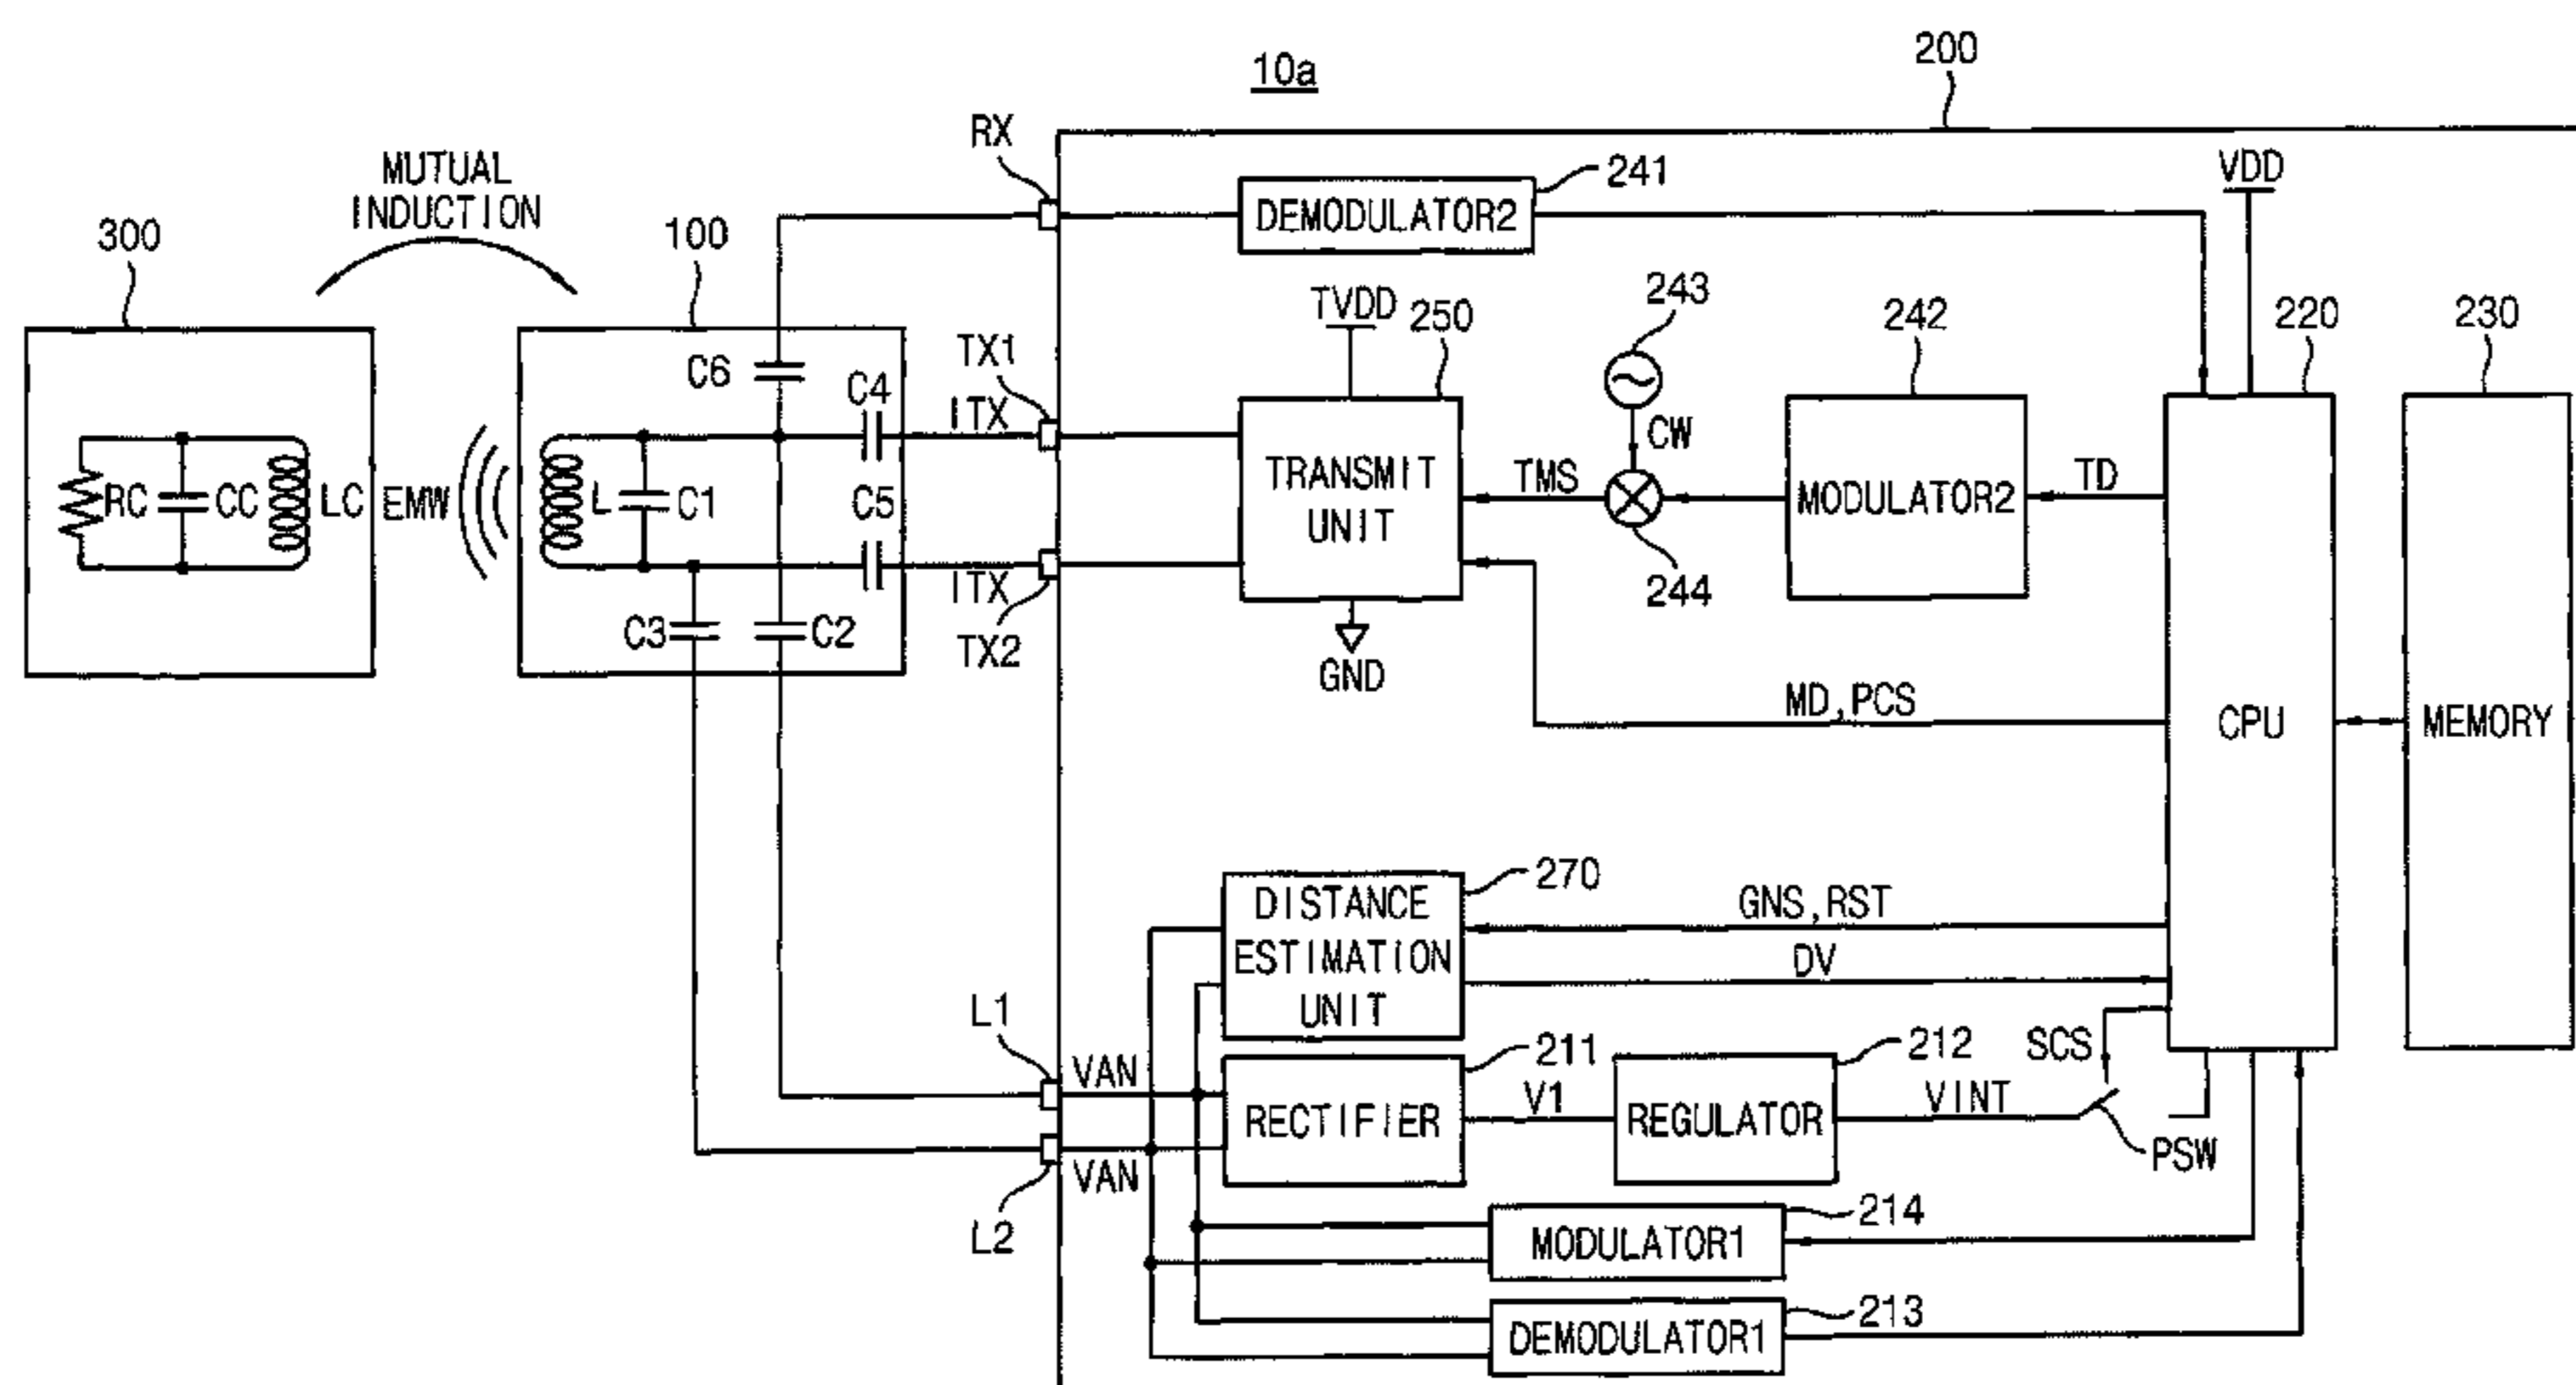 10a
200
RX
241
VDD
MUTUAL
INDUCTION
DEMODULATOR2
300
100
243
TVDD
250
242
220
230
TX1
C6
C4
ITX
CW
RC
CC
LC
EMW
L
C1
C5
TRANSMIT
UNIT
TMS
MODULATOR2
TD
244
ITX
C3
C2
TX2
GND
MD,PCS
CPU
MEMORY
270
DISTANCE
ESTIMATION
UNIT
GNS,RST
DV
L1
VAN
211
212
SCS
RECTIFIER
V1
REGULATOR
VINT
PSW
VAN
L2
214
MODULATOR1
213
DEMODULATOR1